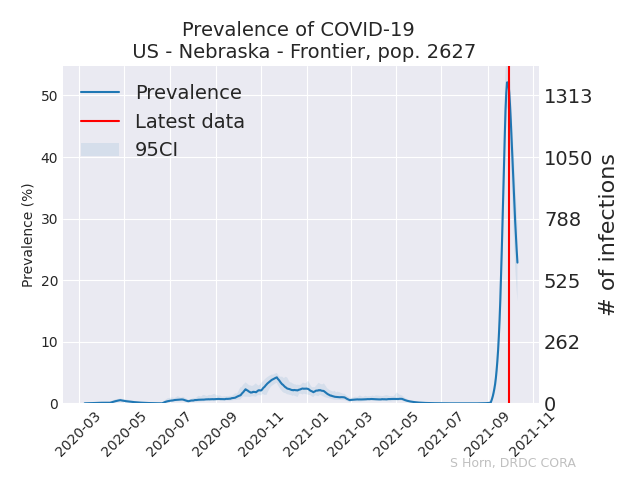 Prevalence of COVID-19
US - Nebraska - Frontier, pop. 2627
Prevalence
Latest data
95CI
Prevalence (%)
50
40
30
20
10
0
1313
1050
788
525
262
0
# of infections
2020-03
2020-05
2020-07
2020-09
2020-11
2021-01
2021-03
2021-05
2021-07
2021-09
2021-11
S Horn, DRDC CORA